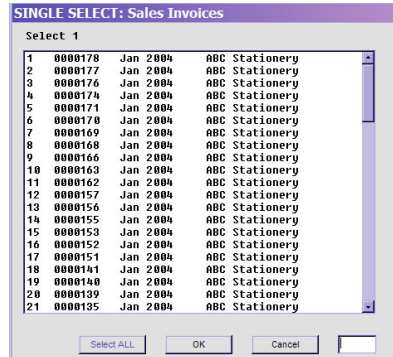 SINGLE SELECT: Sales Invoices
Select 1
1 0000178 Jan 2004 ABC Stationery
2 0000177 Jan 2004 ABC Stationery
3 0000176 Jan 2004 ABC Stationery
4 0000174 Jan 2004 ABC Stationery
5 0000171 Jan 2004 ABC Stationery
6 0000170 Jan 2004 ABC Stationery
7 0000169 Jan 2004 ABC Stationery
8 0000168 Jan 2004 ABC Stationery
9 0000166 Jan 2004 ABC Stationery
10 0000163 Jan 2004 ABC Stationery
11 0000162 Jan 2004 ABC Stationery
12 0000157 Jan 2004 ABC Stationery
13 0000156 Jan 2004 ABC Stationery
14 0000155 Jan 2004 ABC Stationery
15 0000153 Jan 2004 ABC Stationery
16 0000152 Jan 2004 ABC Stationery
17 0000151 Jan 2004 ABC Stationery
18 0000141 Jan 2004 ABC Stationery
19 0000140 Jan 2004 ABC Stationery
20 0000139 Jan 2004 ABC Stationery
21 0000135 Jan 2004 ABC Stationery
Select ALL OK Cancel